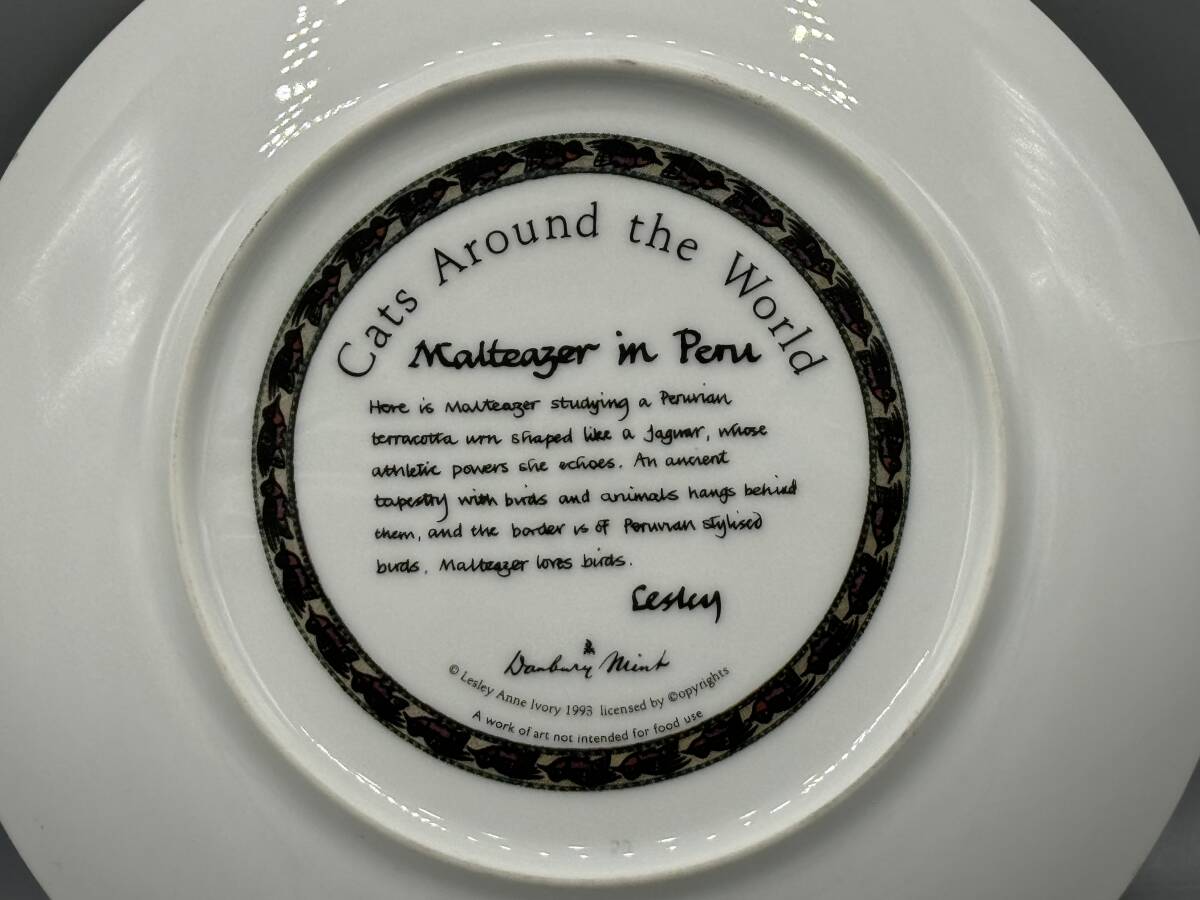 Cats Around the World
Malteazer in Peru
Here is Malteazer studying a Peruvian
terracotta urn shaped like a Jaguar, whose
athletic powers she echoes. An ancient
tapestry with birds and animals hangs behind
them, and the border is of Peruvian stylised
birds. Malteazer loves birds.
Lesley
Danbury Mint
© Lesley Anne Ivory 1993 licensed by ©opyrights
A work of art not intended for food use